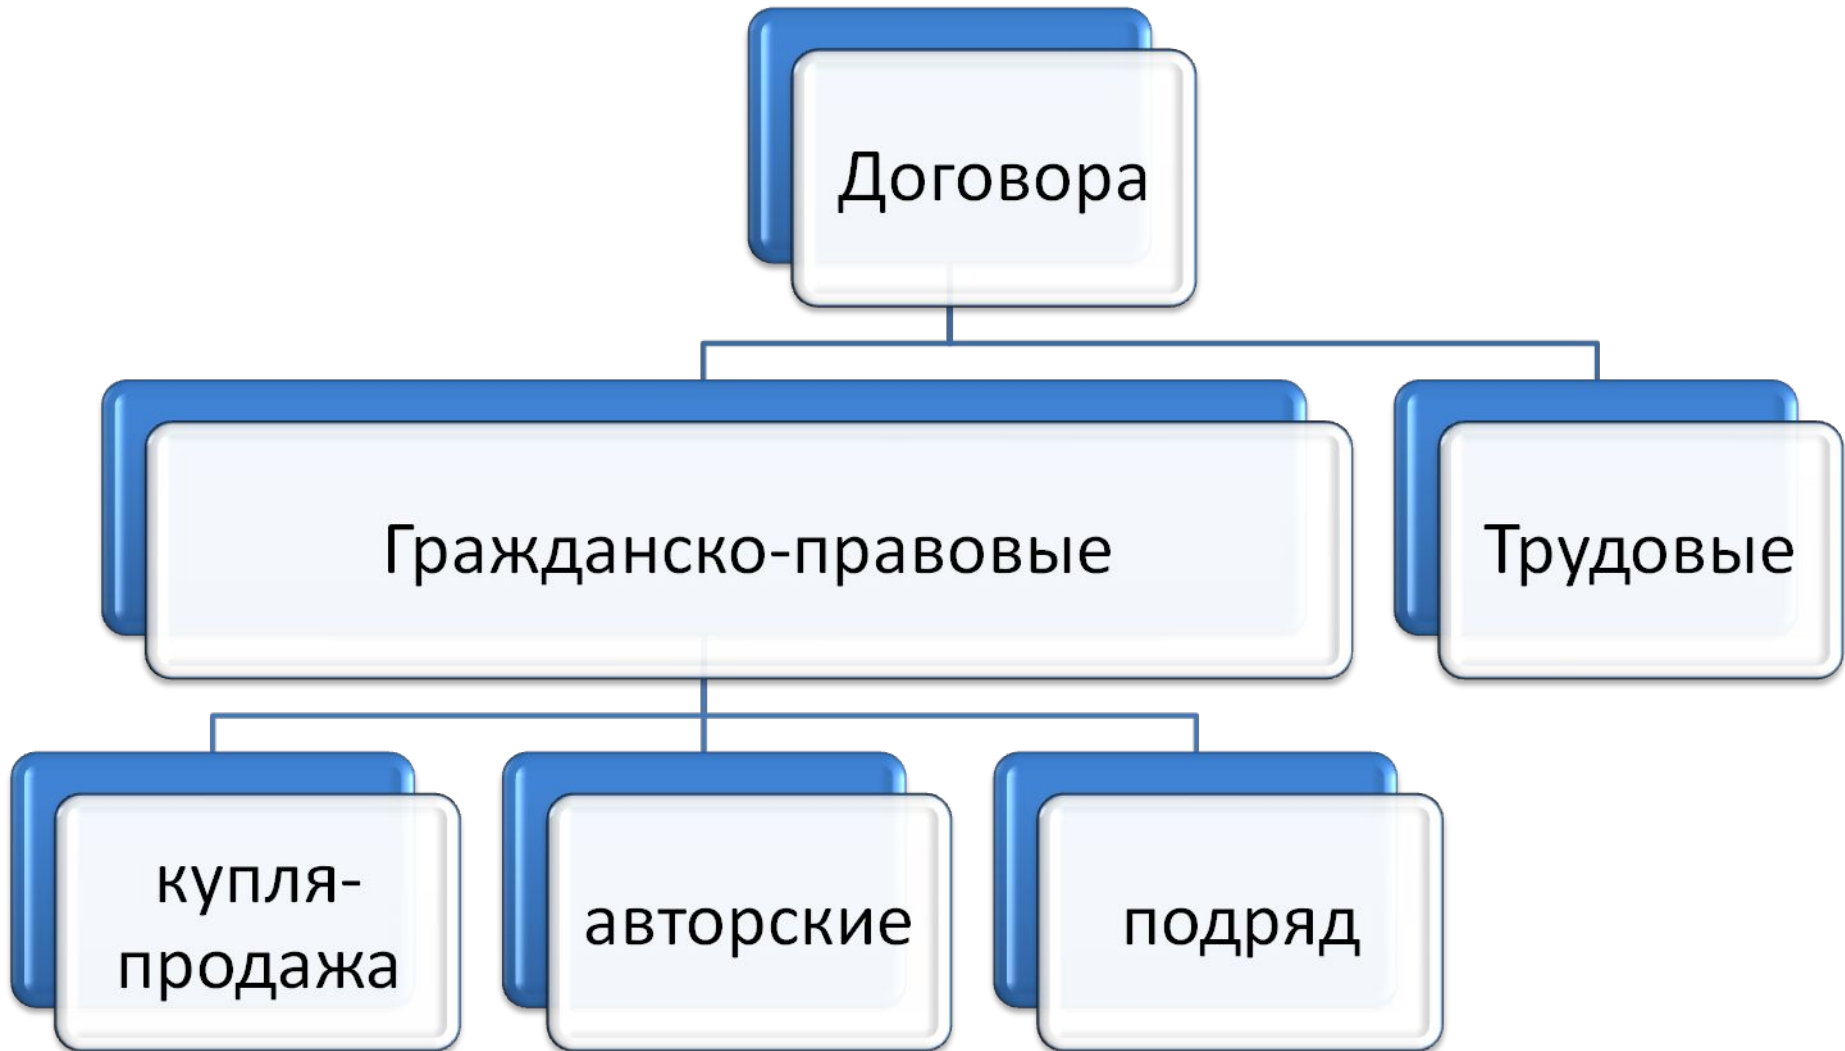 Договора
Гражданско-правовые
Трудовые
купля-
продажа
авторские
подряд